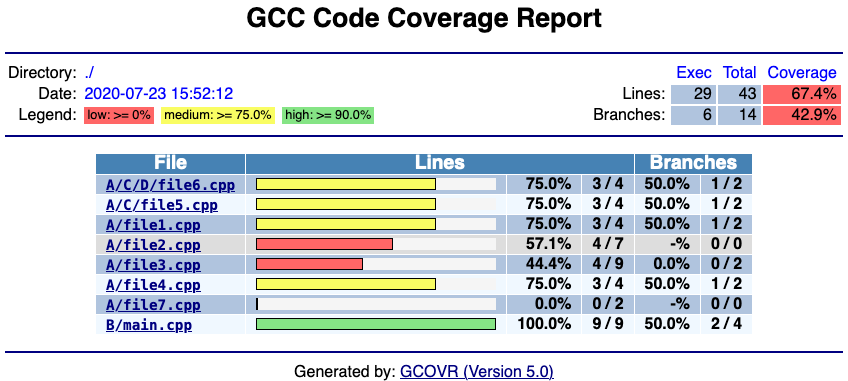 GCC Code Coverage Report
Directory: ./
Date: 2020-07-23 15:52:12
Legend: low: >= 0% medium: >= 75.0% high: >= 90.0%
Exec Total Coverage
Lines: 29 43 67.4%
Branches: 6 14 42.9%
File Lines Branches
A/C/D/file6.cpp 75.0% 3 / 4 50.0% 1 / 2
A/C/file5.cpp 75.0% 3 / 4 50.0% 1 / 2
A/file1.cpp 75.0% 3 / 4 50.0% 1 / 2
A/file2.cpp 57.1% 4 / 7 -% 0 / 0
A/file3.cpp 44.4% 4 / 9 0.0% 0 / 2
A/file4.cpp 75.0% 3 / 4 50.0% 1 / 2
A/file7.cpp 0.0% 0 / 2 -% 0 / 0
B/main.cpp 100.0% 9 / 9 50.0% 2 / 4
Generated by: GCOVR (Version 5.0)